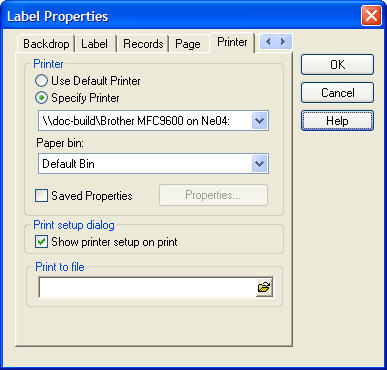 Label Properties
Backdrop Label Records Page Printer
Printer
Use Default Printer
Specify Printer
\\doc-build\Brother MFC9600 on Ne04:
Paper bin:
Default Bin
Saved Properties Properties...
Print setup dialog
Show printer setup on print
Print to file
OK
Cancel
Help